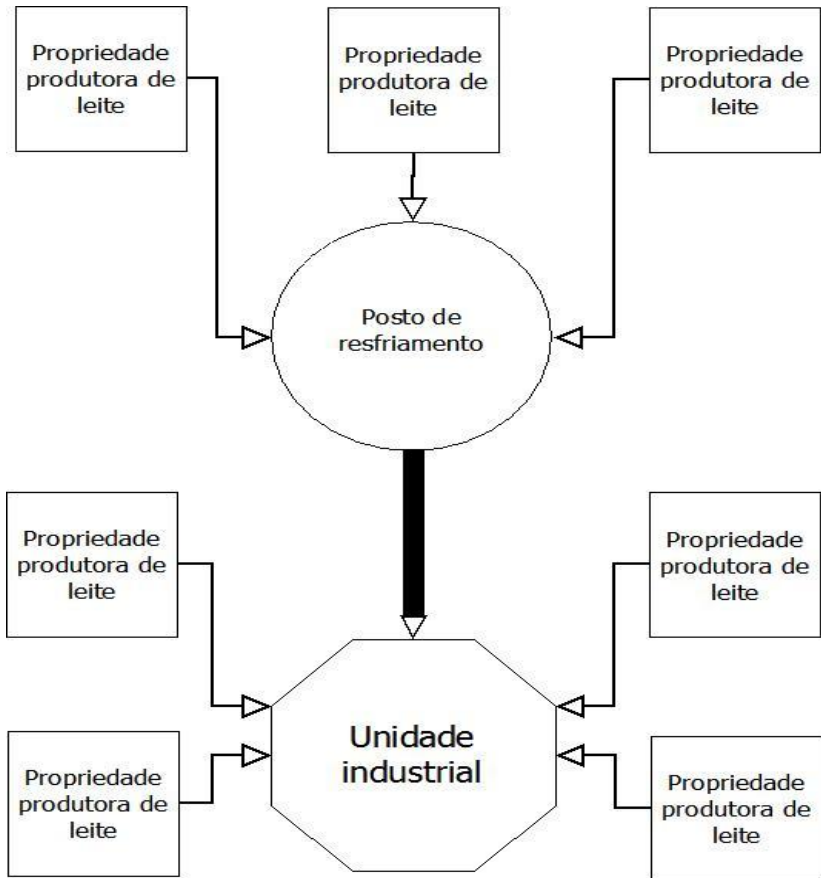 Propriedade
produtora de
leite
Propriedade
produtora de
leite
Propriedade
produtora de
leite
Posto de
resfriamento
Propriedade
produtora de
leite
Propriedade
produtora de
leite
Unidade
industrial
Propriedade
produtora de
leite
Propriedade
produtora de
leite